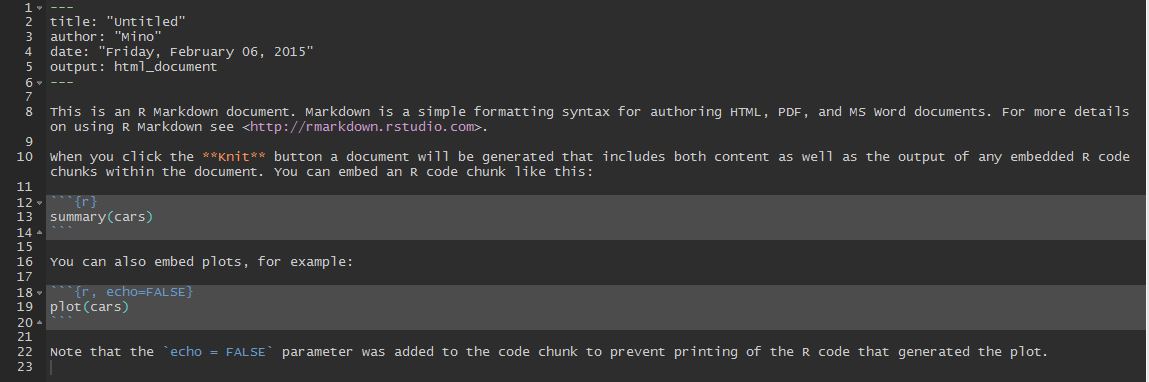 1 ---
2 title: "Untitled"
3 author: "Mino"
4 date: "Friday, February 06, 2015"
5 output: html_document
6 ---
7
8 This is an R Markdown document. Markdown is a simple formatting syntax for authoring HTML, PDF, and MS Word documents. For more details
on using R Markdown see <http://rmarkdown.rstudio.com>.
9
10 When you click the **Knit** button a document will be generated that includes both content as well as the output of any embedded R code
chunks within the document. You can embed an R code chunk like this:
11
12 ```{r}
13 summary(cars)
14 ```
15
16 You can also embed plots, for example:
17
18 ```{r, echo=FALSE}
19 plot(cars)
20 ```
21
22 Note that the `echo = FALSE` parameter was added to the code chunk to prevent printing of the R code that generated the plot.
23